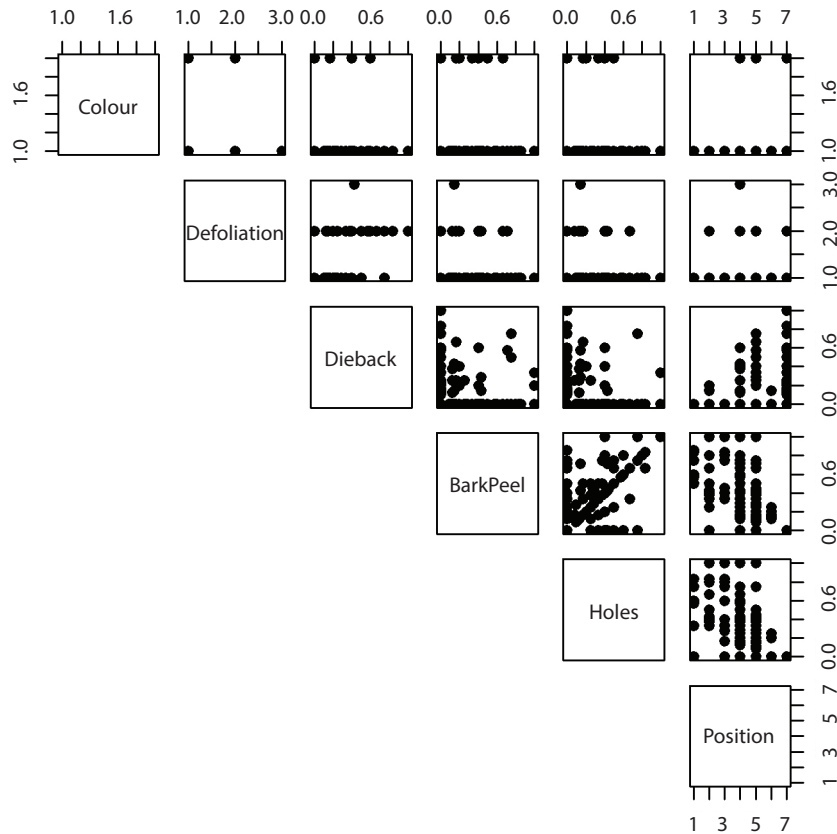 1.0 1.6 1.0 2.0 3.0 0.0 0.6 0.0 0.6 0.0 0.6 1 3 5 7
1.0 1.6 Colour 1.0 1.6
Defoliation 1.0 2.0 3.0
Dieback 0.0 0.6
BarkPeel 0.0 0.6
Holes 0.0 0.6
Position 1 3 5 7
1 3 5 7